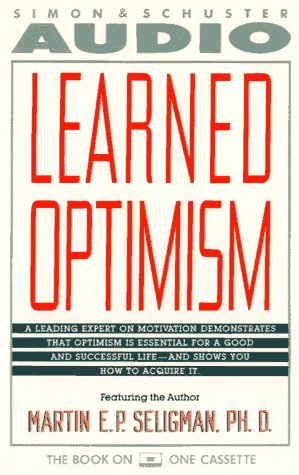 SIMON & SCHUSTER
AUDIO
LEARNED
OPTIMISM
A LEADING EXPERT ON MOTIVATION DEMONSTRATES
THAT OPTIMISM IS ESSENTIAL FOR A GOOD
AND SUCCESSFUL LIFE—AND SHOWS YOU
HOW TO ACQUIRE IT.
Featuring the Author
MARTIN E.P. SELIGMAN, PH. D.
THE BOOK ON ONE CASSETTE